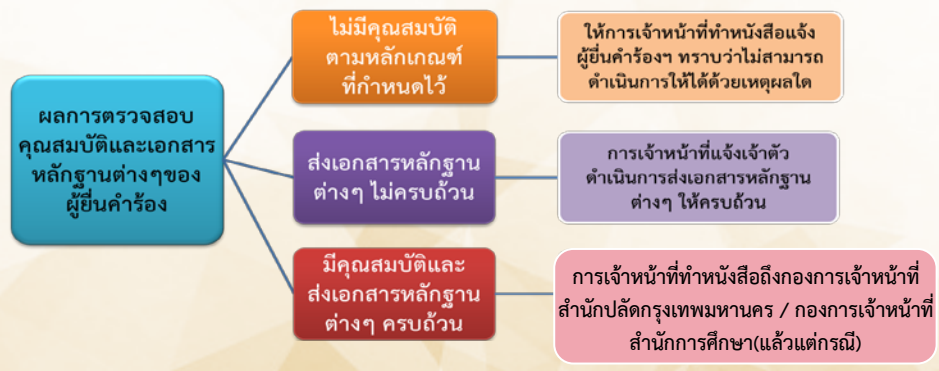 ผลการตรวจสอบ
คุณสมบัติและเอกสาร
หลักฐานต่างๆของ
ผู้ยื่นคำร้อง
ไม่มีคุณสมบัติ
ตามหลักเกณฑ์
ที่กำหนดไว้
ให้การเจ้าหน้าที่ทำหนังสือแจ้ง
ผู้ยื่นคำร้องฯ ทราบว่าไม่สามารถ
ดำเนินการให้ได้ด้วยเหตุผลใด
ส่งเอกสารหลักฐาน
ต่างๆ ไม่ครบถ้วน
การเจ้าหน้าที่แจ้งเจ้าตัว
ดำเนินการส่งเอกสารหลักฐาน
ต่างๆ ให้ครบถ้วน
มีคุณสมบัติและ
ส่งเอกสารหลักฐาน
ต่างๆ ครบถ้วน
การเจ้าหน้าที่ทำหนังสือถึงกองการเจ้าหน้าที่
สำนักปลัดกรุงเทพมหานคร / กองการเจ้าหน้าที่
สำนักการศึกษา(แล้วแต่กรณี)